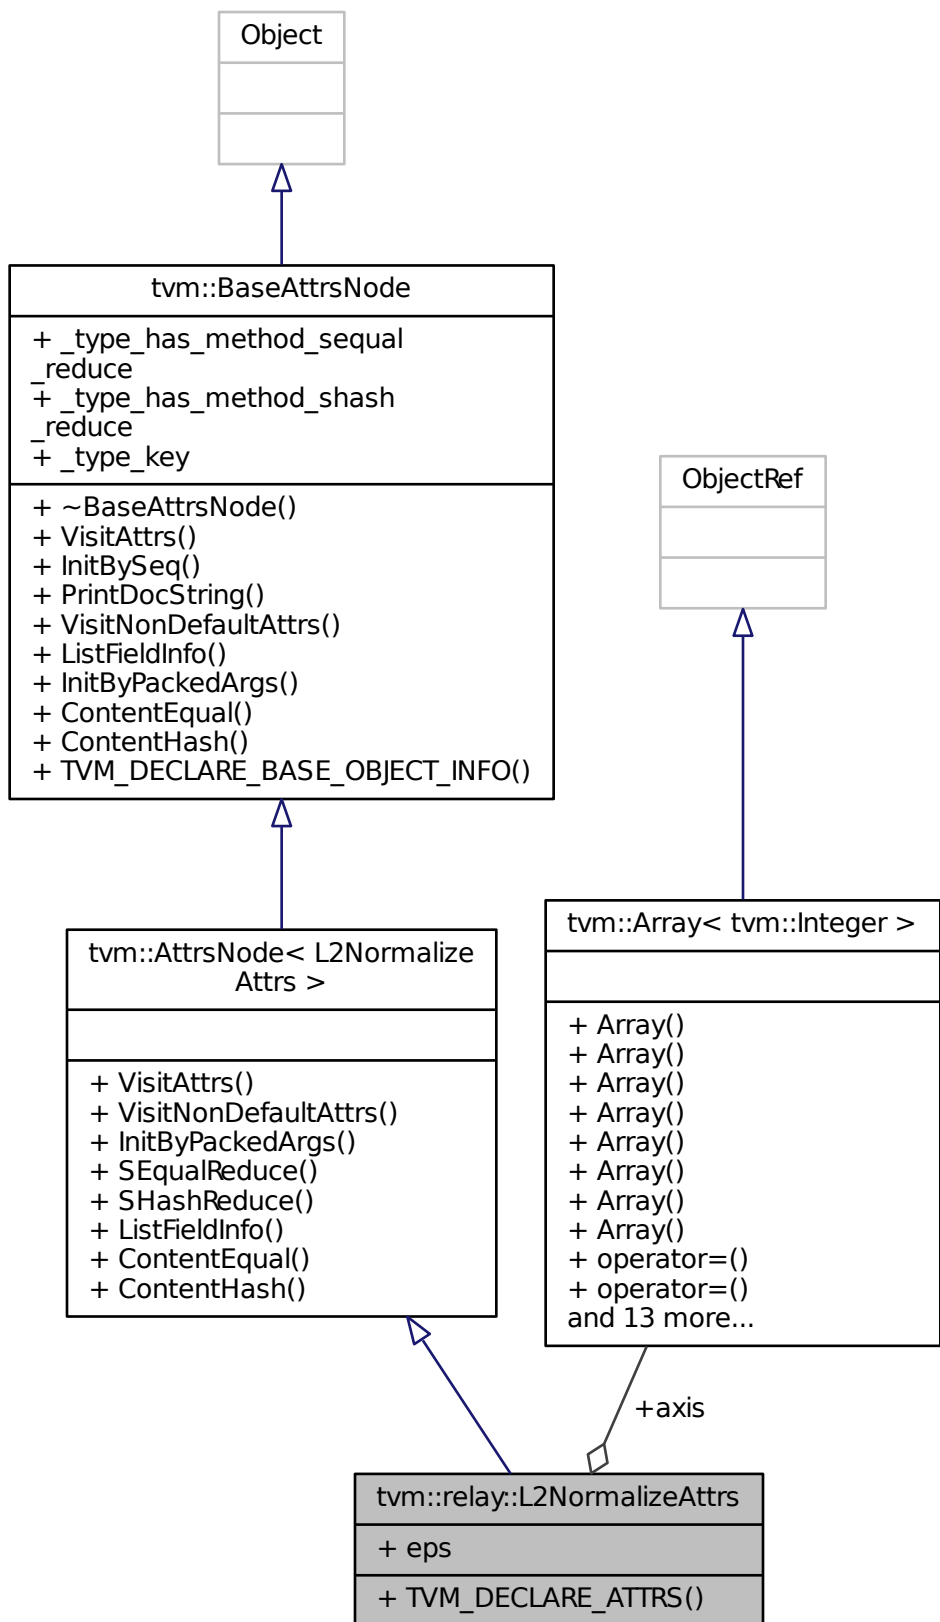 Object
tvm::BaseAttrsNode
+ _type_has_method_sequal
_reduce
+ _type_has_method_shash
_reduce
+ _type_key
+ ~BaseAttrsNode()
+ VisitAttrs()
+ InitBySeq()
+ PrintDocString()
+ VisitNonDefaultAttrs()
+ ListFieldInfo()
+ InitByPackedArgs()
+ ContentEqual()
+ ContentHash()
+ TVM_DECLARE_BASE_OBJECT_INFO()
ObjectRef
tvm::AttrsNode< L2Normalize
Attrs >
+ VisitAttrs()
+ VisitNonDefaultAttrs()
+ InitByPackedArgs()
+ SEqualReduce()
+ SHashReduce()
+ ListFieldInfo()
+ ContentEqual()
+ ContentHash()
tvm::Array< tvm::Integer >
+ Array()
+ Array()
+ Array()
+ Array()
+ Array()
+ Array()
+ Array()
+ Array()
+ operator=()
+ operator=()
and 13 more...
+axis
tvm::relay::L2NormalizeAttrs
+ eps
+ TVM_DECLARE_ATTRS()